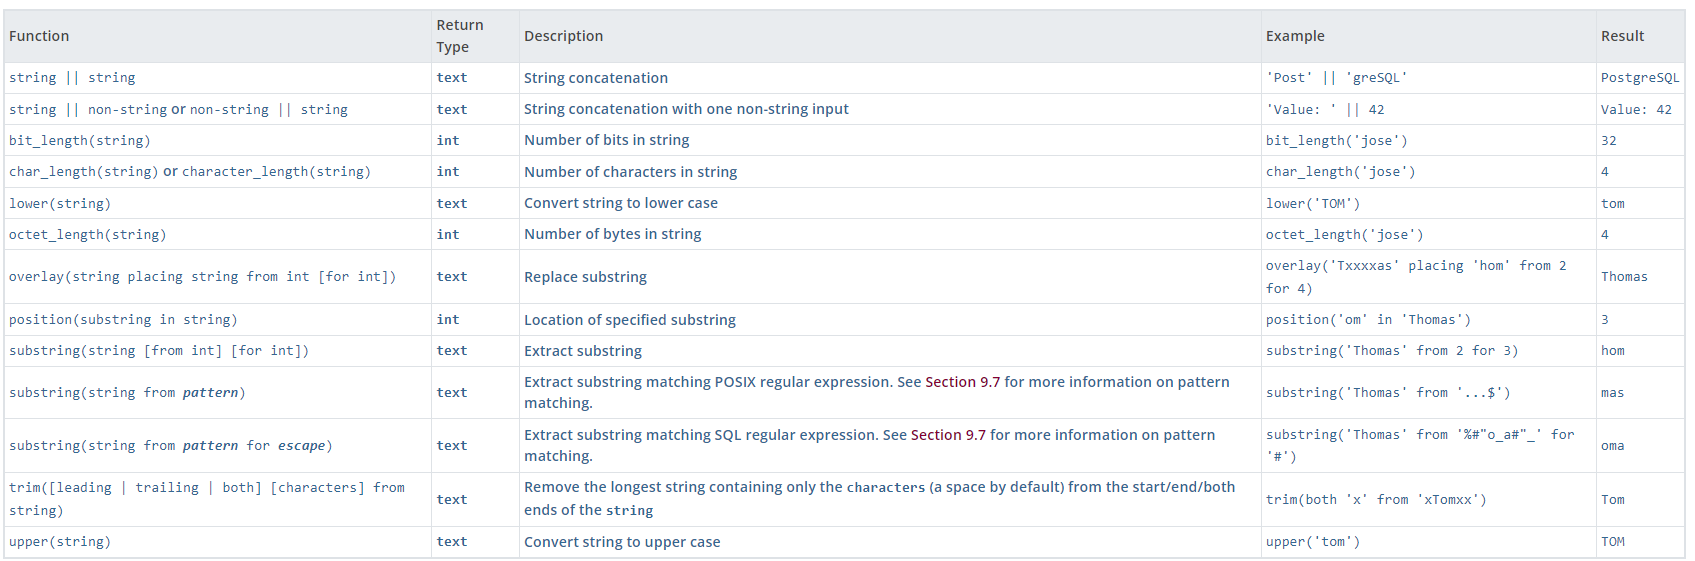 Function Return Type Description Example Result
string || string text String concatenation 'Post' || 'greSQL' PostgreSQL
string || non-string or non-string || string text String concatenation with one non-string input 'Value: ' || 42 Value: 42
bit_length(string) int Number of bits in string bit_length('jose') 32
char_length(string) or character_length(string) int Number of characters in string char_length('jose') 4
lower(string) text Convert string to lower case lower('TOM') tom
octet_length(string) int Number of bytes in string octet_length('jose') 4
overlay(string placing string from int [for int]) text Replace substring overlay('Txxxxas' placing 'hom' from 2
for 4) Thomas
position(substring in string) int Location of specified substring position('om' in 'Thomas') 3
substring(string [from int] [for int]) text Extract substring substring('Thomas' from 2 for 3) hom
substring(string from pattern) text Extract substring matching POSIX regular expression. See Section 9.7 for more information on pattern
matching. substring('Thomas' from '...$') mas
substring(string from pattern for escape) text Extract substring matching SQL regular expression. See Section 9.7 for more information on pattern
matching. substring('Thomas' from '%#"o_a#"_' for
'#') oma
trim([leading | trailing | both] [characters] from
string) text Remove the longest string containing only the characters (a space by default) from the start/end/both
ends of the string trim(both 'x' from 'xTomxx') Tom
upper(string) text Convert string to upper case upper('tom') TOM